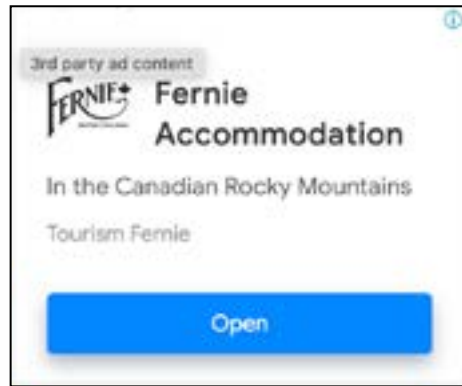 3rd party ad content
FERNIE
Fernie
Accommodation
In the Canadian Rocky Mountains
Tourism Fernie
Open